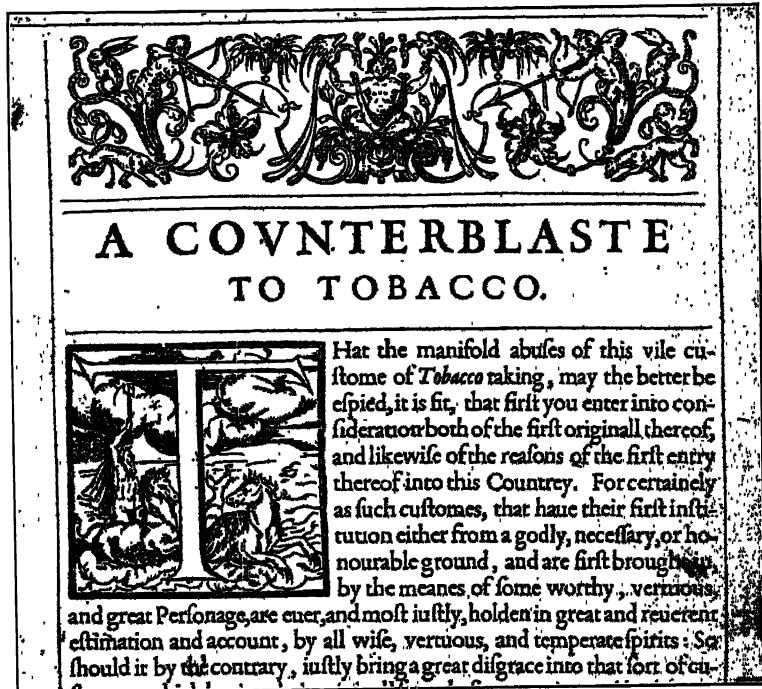 A COVNTERBLASTE
TO TOBACCO.
THat the manifold abuſes of this vile cu-
ſtome of Tobacco taking, may the better be
eſpied, it is fit, that firſt you enter into con-
ſideration both of the firſt originall thereof,
and likewiſe of the reaſons of the firſt entry
thereof into this Countrey. For certainely
as ſuch cuſtomes, that haue their firſt inſti-
tution either from a godly, neceſſary, or ho-
nourable ground, and are firſt brought
by the meanes of ſome worthy, vertuous,
and great Perſonage, are euer, and moſt iuſtly, holden in great and reuerent
eſtimation and account, by all wiſe, vertuous, and temperate ſpirits: So
ſhould it by the contrary, iuſtly bring a great diſgrace into that ſort of cu-